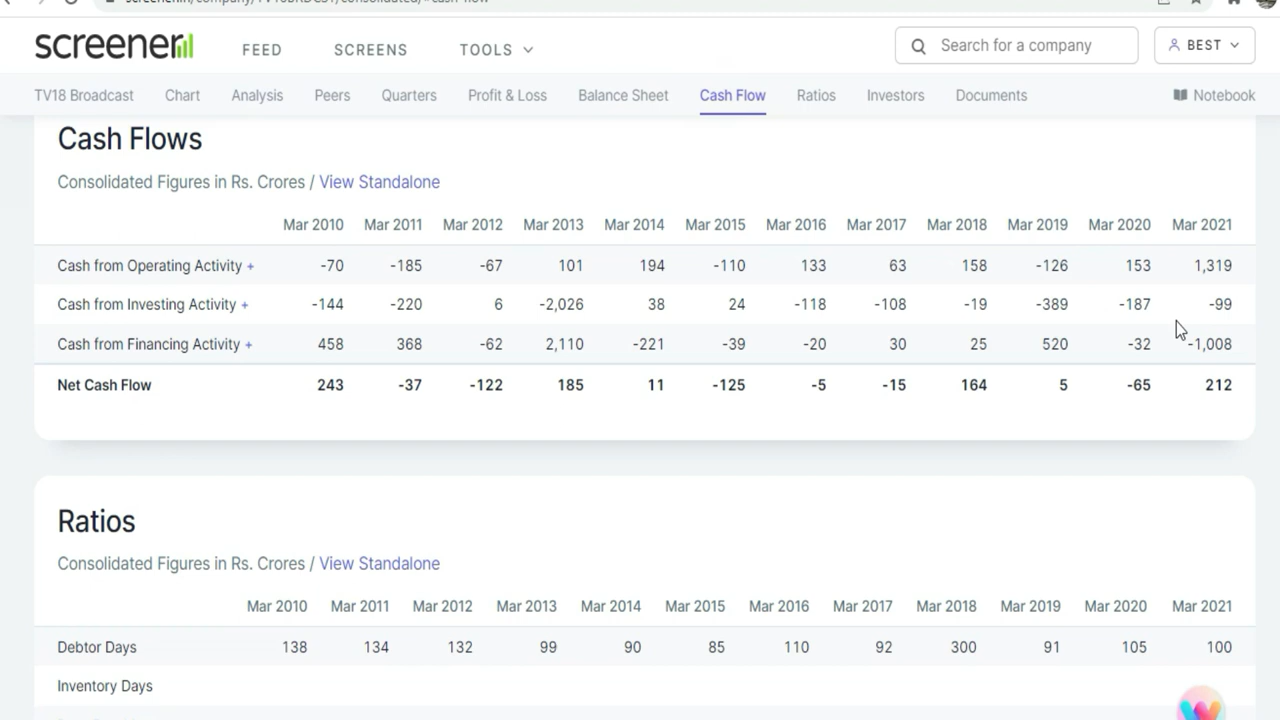 screener
FEED SCREENS TOOLS Search for a company BEST
TV18 Broadcast Chart Analysis Peers Quarters Profit & Loss Balance Sheet Cash Flow Ratios Investors Documents Notebook
Cash Flows
Consolidated Figures in Rs. Crores / View Standalone
Mar 2010 Mar 2011 Mar 2012 Mar 2013 Mar 2014 Mar 2015 Mar 2016 Mar 2017 Mar 2018 Mar 2019 Mar 2020 Mar 2021
Cash from Operating Activity + -70 -185 -67 101 194 -110 133 63 158 -126 153 1,319
Cash from Investing Activity + -144 -220 6 -2,026 38 24 -118 -108 -19 -389 -187 -99
Cash from Financing Activity + 458 368 -62 2,110 -221 -39 -20 30 25 520 -32 -1,008
Net Cash Flow 243 -37 -122 185 11 -125 -5 -15 164 5 -65 212
Ratios
Consolidated Figures in Rs. Crores / View Standalone
Mar 2010 Mar 2011 Mar 2012 Mar 2013 Mar 2014 Mar 2015 Mar 2016 Mar 2017 Mar 2018 Mar 2019 Mar 2020 Mar 2021
Debtor Days 138 134 132 99 90 85 110 92 300 91 105 100
Inventory Days